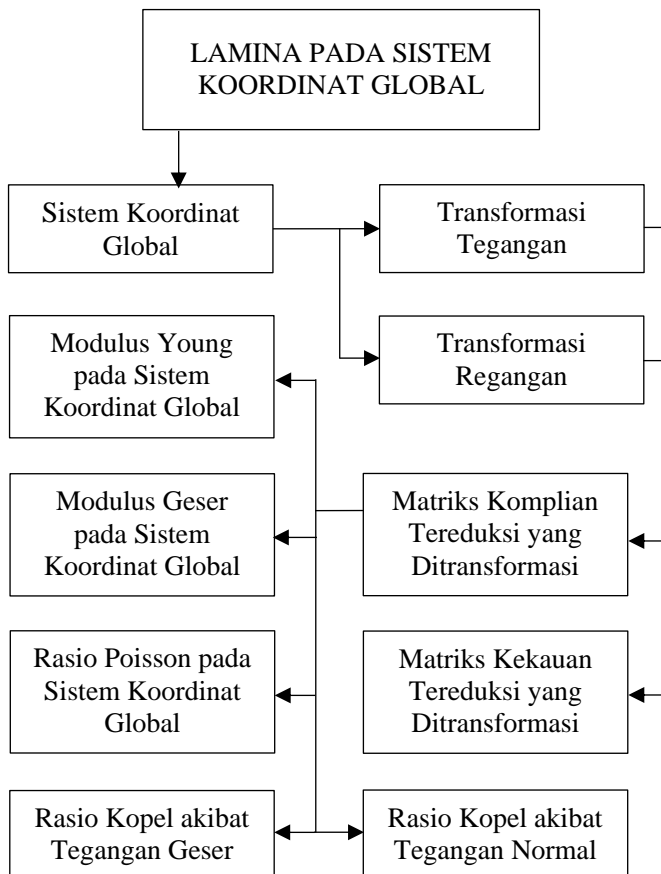 LAMINA PADA SISTEM
KOORDINAT GLOBAL
Sistem Koordinat
Global
Transformasi
Tegangan
Modulus Young
pada Sistem
Koordinat Global
Transformasi
Regangan
Modulus Geser
pada Sistem
Koordinat Global
Matriks Komplian
Tereduksi yang
Ditransformasi
Rasio Poisson pada
Sistem Koordinat
Global
Matriks Kekauan
Tereduksi yang
Ditransformasi
Rasio Kopel akibat
Tegangan Geser
Rasio Kopel akibat
Tegangan Normal